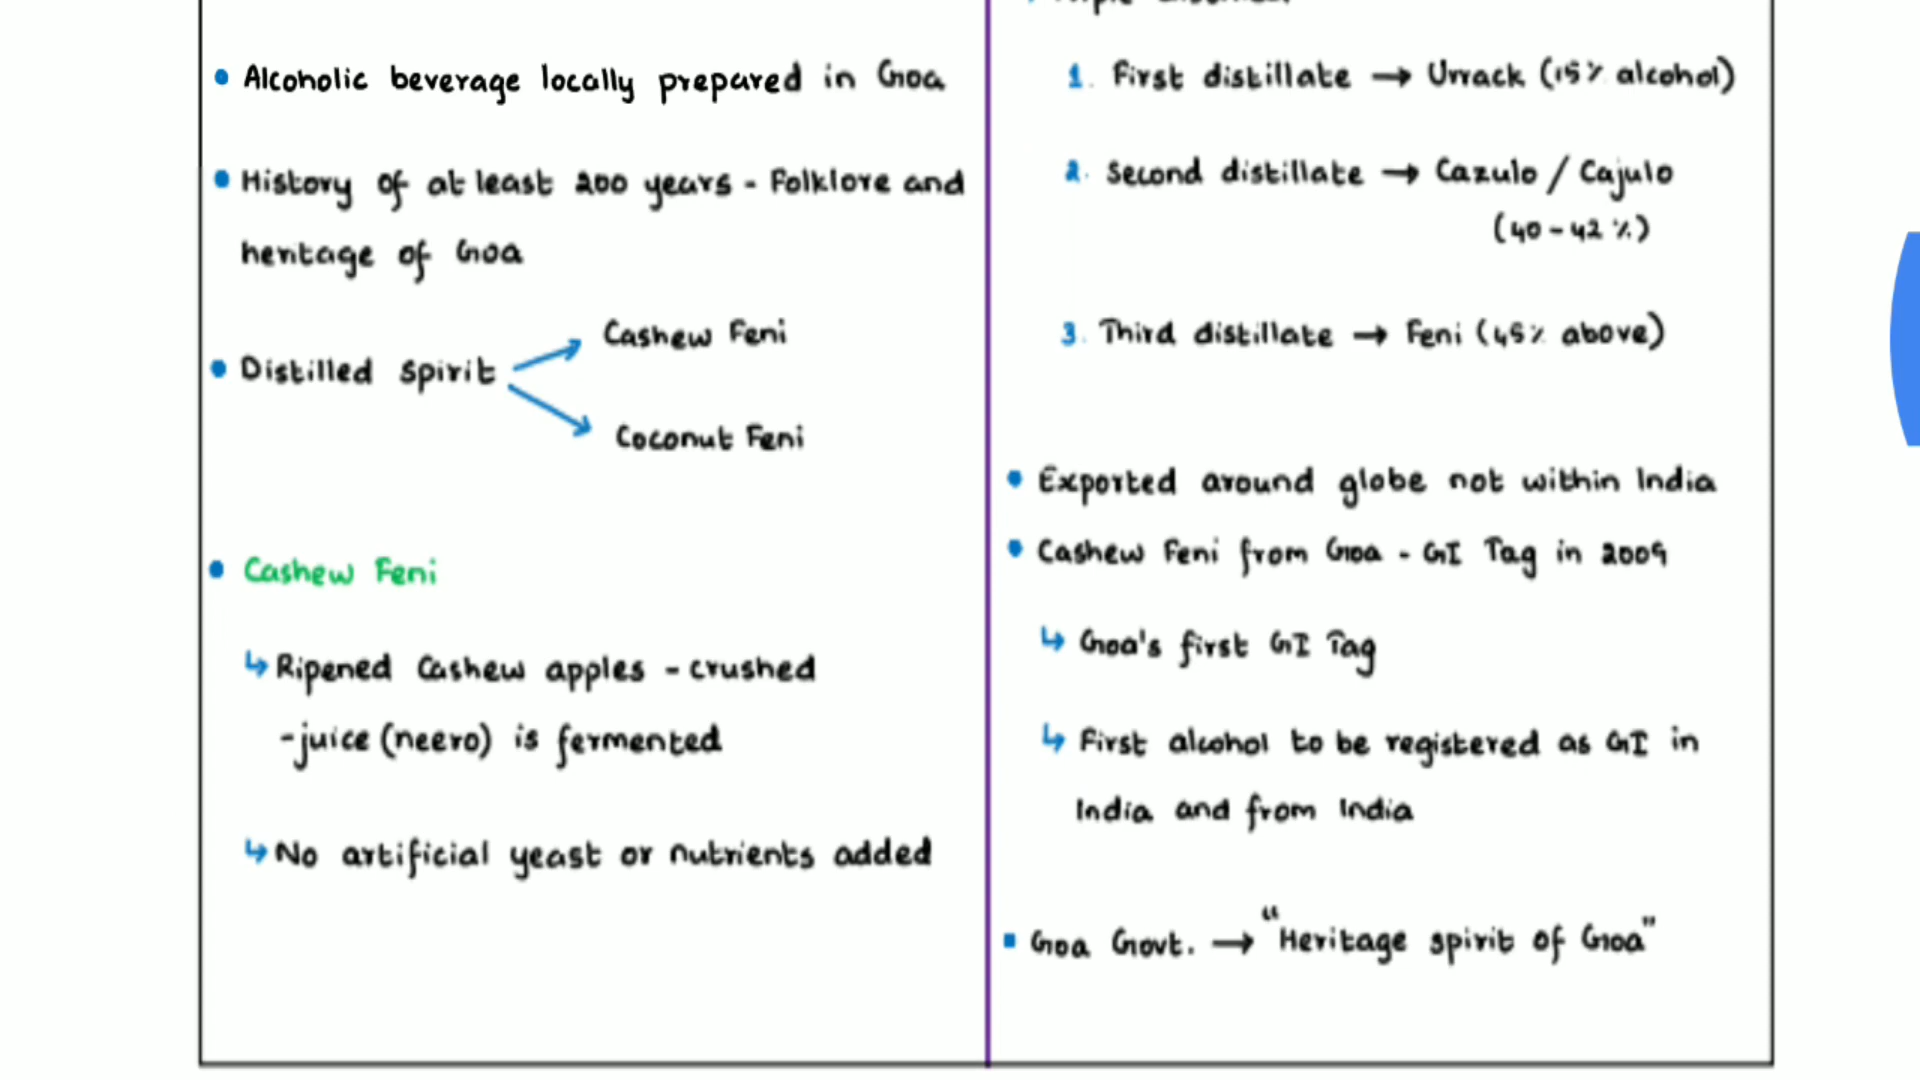 • Alcoholic beverage locally prepared in Goa
• History of at least 200 years - Folklore and
heritage of Goa
• Distilled spirit
Cashew Feni
Coconut Feni
• Cashew Feni
↳ Ripened Cashew apples - crushed
- juice (neero) is fermented
↳ No artificial yeast or nutrients added
1. First distillate → Urrack (15% alcohol)
2. Second distillate → Cazulo / Cajulo
(40 - 42 %)
3. Third distillate → Feni (45% above)
• Exported around globe not within India
• Cashew Feni from Goa - GI Tag in 2009
↳ Goa's first GI Tag
↳ First alcohol to be registered as GI in
India and from India
▪ Goa Govt. → "Heritage spirit of Goa"